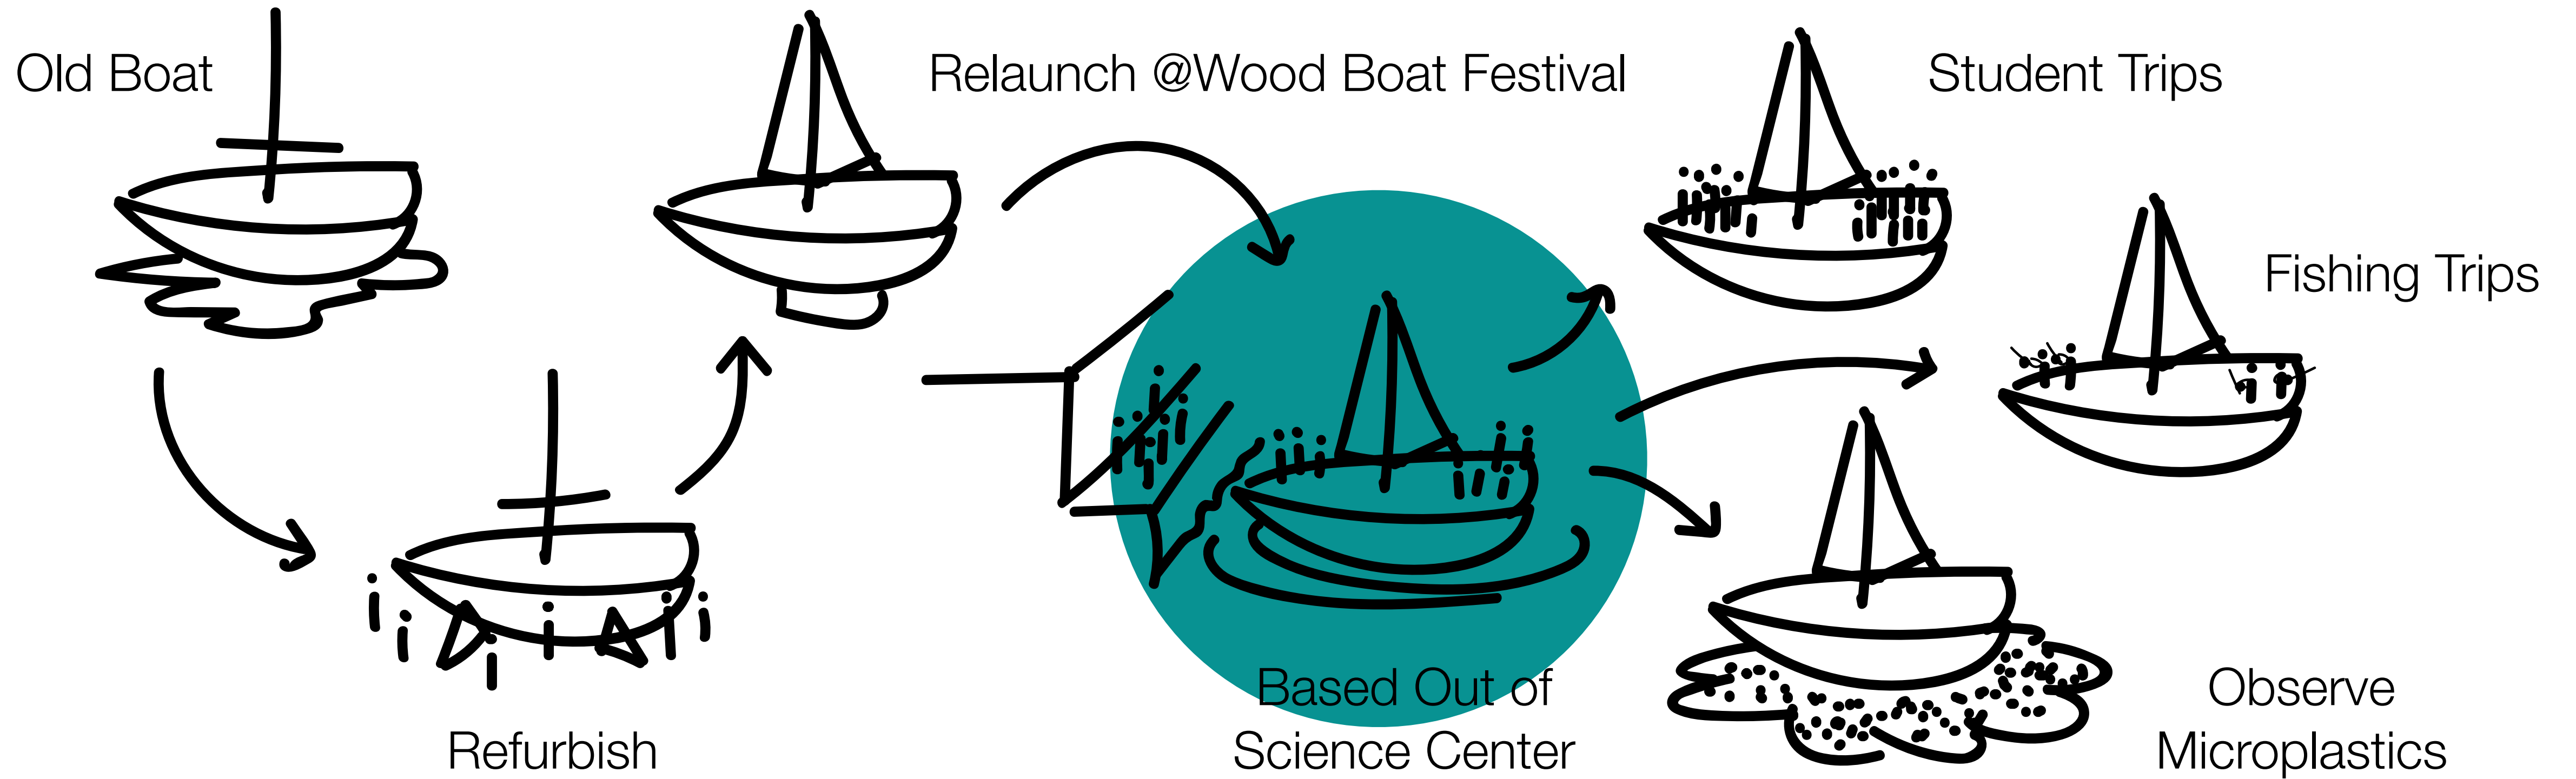 Old Boat
Refurbish
Relaunch @Wood Boat Festival
Based Out of
Science Center
Student Trips
Fishing Trips
Observe
Microplastics